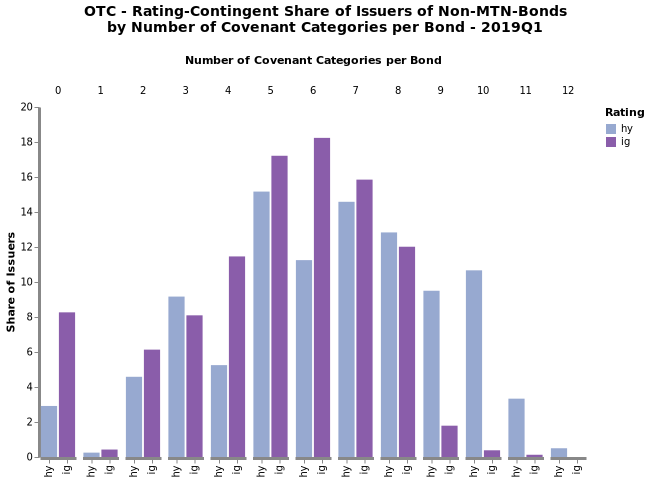 OTC - Rating-Contingent Share of Issuers of Non-MTN-Bonds
by Number of Covenant Categories per Bond - 2019Q1
Number of Covenant Categories per Bond
0 1 2 3 4 5 6 7 8 9 10 11 12
Rating
hy
ig
Share of Issuers
20
18
16
14
12
10
8
6
4
2
0
hy ig hy ig hy ig hy ig hy ig hy ig hy ig hy ig hy ig hy ig hy ig hy ig hy ig